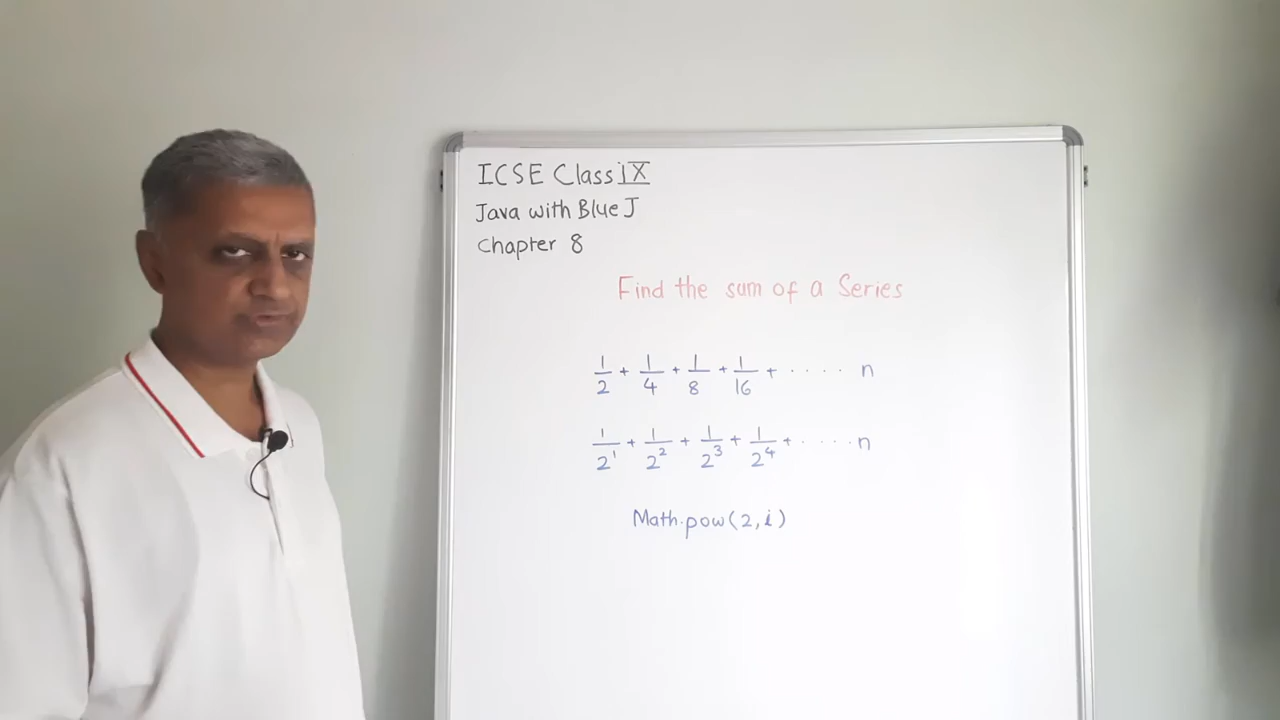 ICSE Class IX
Java with Blue J
Chapter 8
Find the sum of a Series
1/2 + 1/4 + 1/8 + 1/16 + ..... n
1/2¹ + 1/2² + 1/2³ + 1/2⁴ + ..... n
Math.pow(2,i)